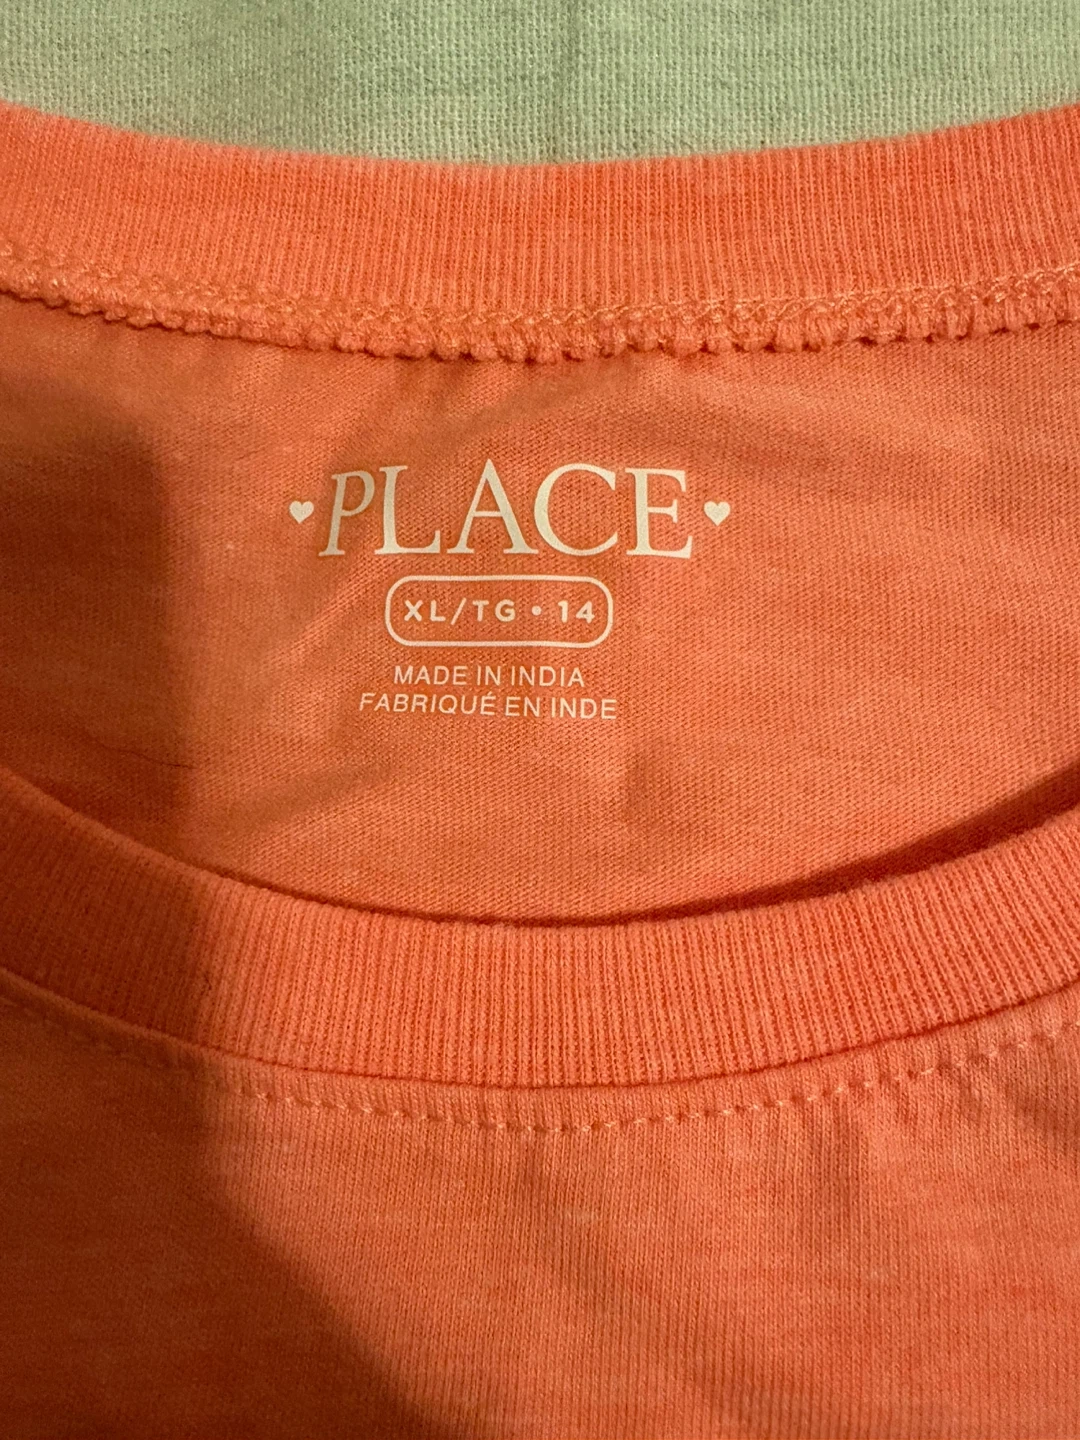 PLACE
XL/TG • 14
MADE IN INDIA
FABRIQUÉ EN INDE